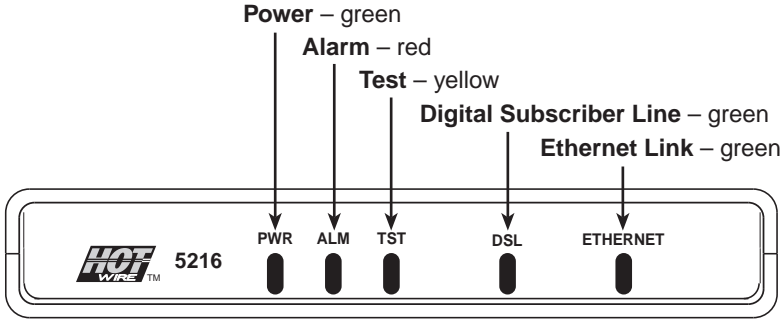 Power – green
Alarm – red
Test – yellow
Digital Subscriber Line – green
Ethernet Link – green
PWR ALM TST DSL ETHERNET
HOT WIRE TM 5216